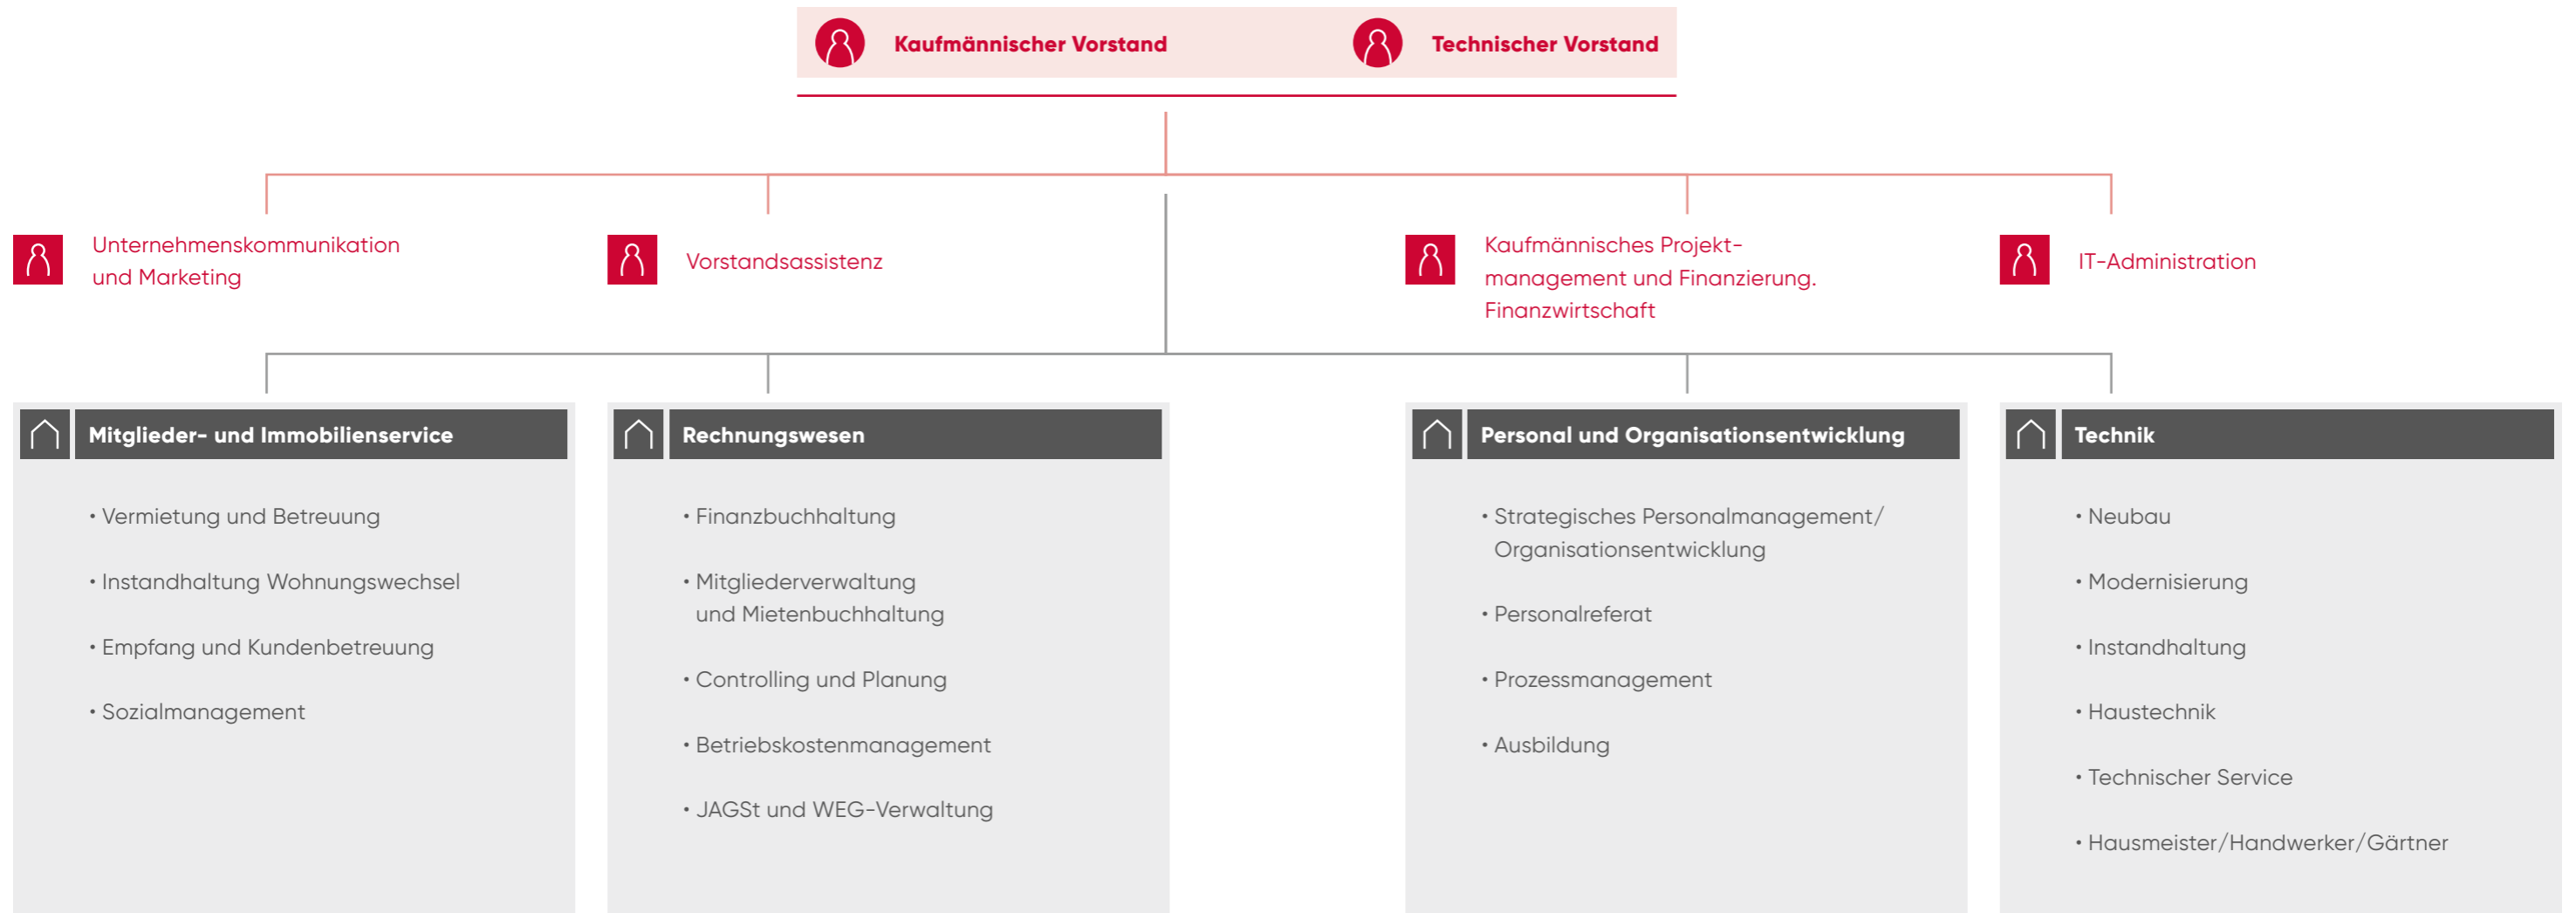 Kaufmännischer Vorstand
Technischer Vorstand
Unternehmenskommunikation
und Marketing
Vorstandsassistenz
Kaufmännisches Projekt-
management und Finanzierung.
Finanzwirtschaft
IT-Administration
Mitglieder- und Immobilienservice
• Vermietung und Betreuung
• Instandhaltung Wohnungswechsel
• Empfang und Kundenbetreuung
• Sozialmanagement
Rechnungswesen
• Finanzbuchhaltung
• Mitgliederverwaltung
und Mietenbuchhaltung
• Controlling und Planung
• Betriebskostenmanagement
• JAGSt und WEG-Verwaltung
Personal und Organisationsentwicklung
• Strategisches Personalmanagement/
Organisationsentwicklung
• Personalreferat
• Prozessmanagement
• Ausbildung
Technik
• Neubau
• Modernisierung
• Instandhaltung
• Haustechnik
• Technischer Service
• Hausmeister/Handwerker/Gärtner